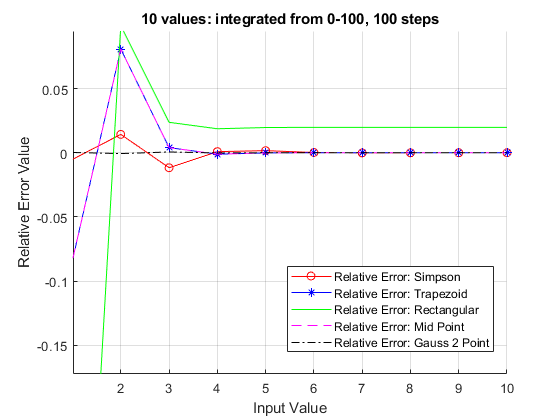 10 values: integrated from 0-100, 100 steps
Relative Error Value
0.05
0
-0.05
-0.1
-0.15
Relative Error: Simpson
Relative Error: Trapezoid
Relative Error: Rectangular
Relative Error: Mid Point
Relative Error: Gauss 2 Point
2 3 4 5 6 7 8 9 10
Input Value